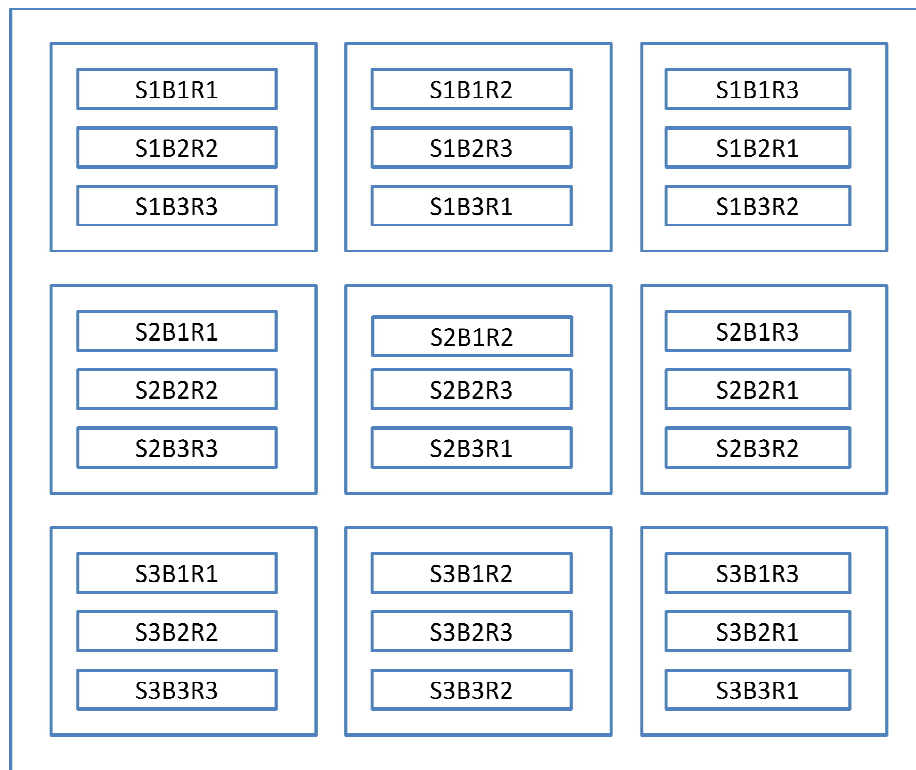 S1B1R1
S1B2R2
S1B3R3
S1B1R2
S1B2R3
S1B3R1
S1B1R3
S1B2R1
S1B3R2
S2B1R1
S2B2R2
S2B3R3
S2B1R2
S2B2R3
S2B3R1
S2B1R3
S2B2R1
S2B3R2
S3B1R1
S3B2R2
S3B3R3
S3B1R2
S3B2R3
S3B3R2
S3B1R3
S3B2R1
S3B3R1